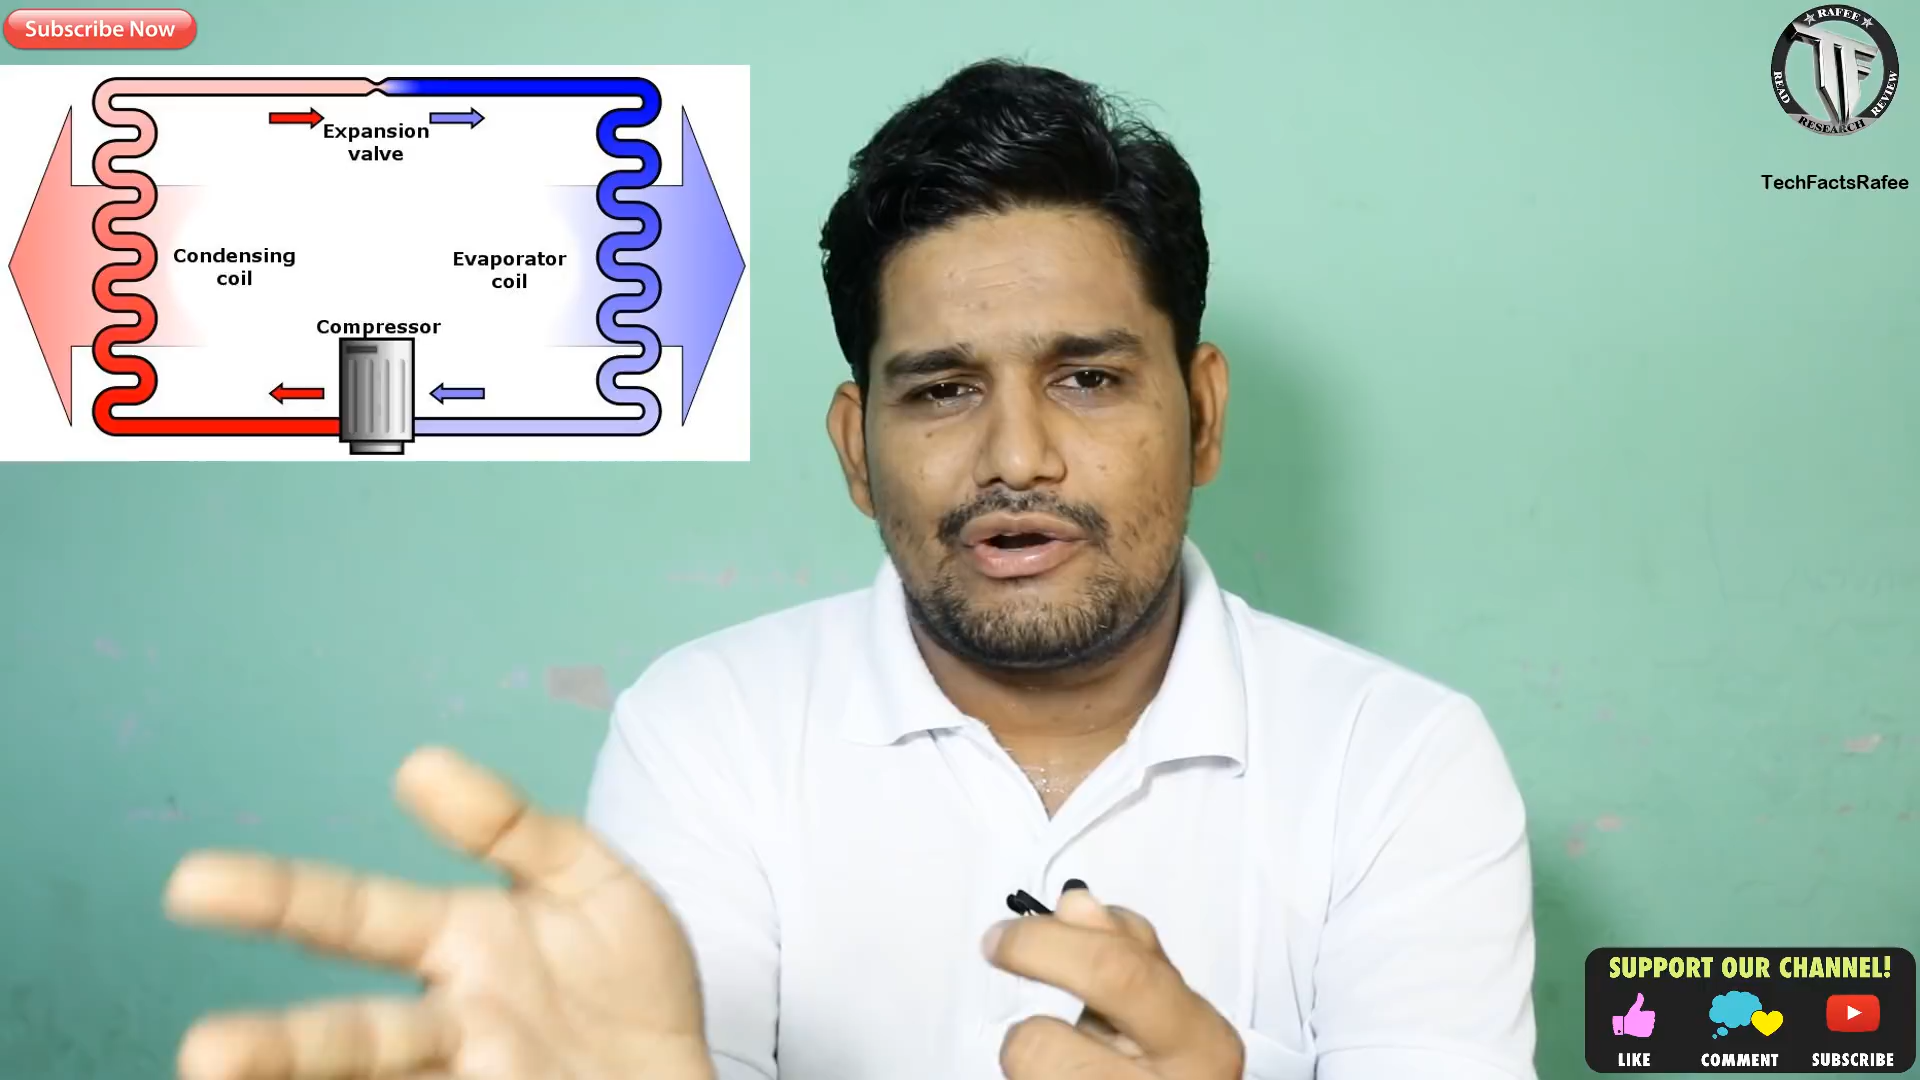 Subscribe Now
Expansion
valve
Condensing
coil
Evaporator
coil
Compressor
RAFEE
READ
RESEARCH
REVIEW
TF
TechFactsRafee
SUPPORT OUR CHANNEL!
LIKE
COMMENT
SUBSCRIBE